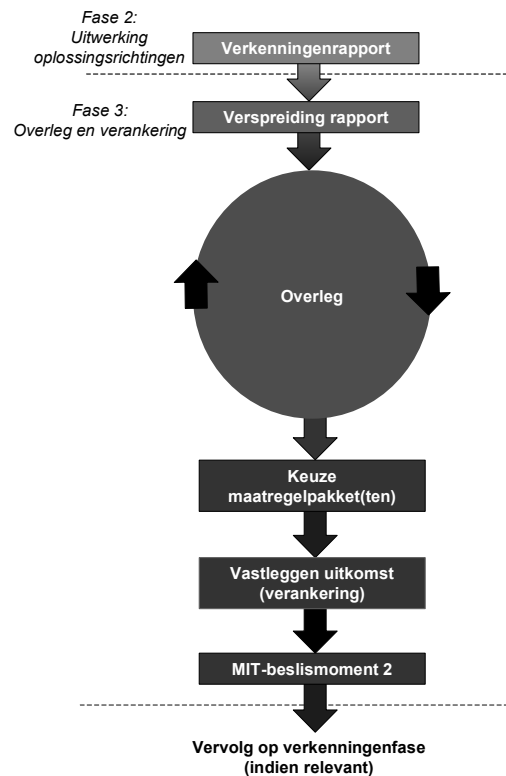 Fase 2:
Uitwerking
oplossingsrichtingen
Verkenningenrapport
Fase 3:
Overleg en verankering
Verspreiding rapport
Overleg
Keuze
maatregelpakket(ten)
Vastleggen uitkomst
(verankering)
MIT-beslismoment 2
Vervolg op verkenningenfase
(indien relevant)